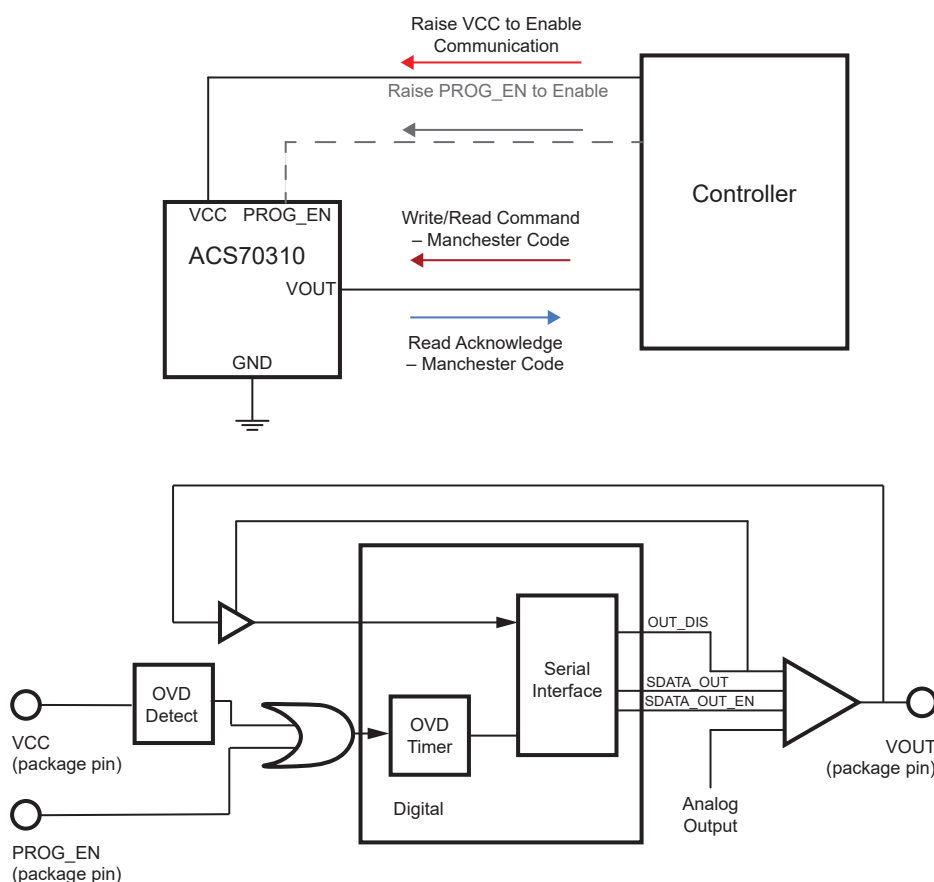 Raise VCC to Enable
Communication
Raise PROG_EN to Enable
Controller
VCC PROG_EN
ACS70310
VOUT
GND
Write/Read Command
– Manchester Code
Read Acknowledge
– Manchester Code
OUT_DIS
Serial
Interface
SDATA_OUT
SDATA_OUT_EN
OVD
Detect
OVD
Timer
VCC
(package pin)
VOUT
(package pin)
Digital
Analog
Output
PROG_EN
(package pin)